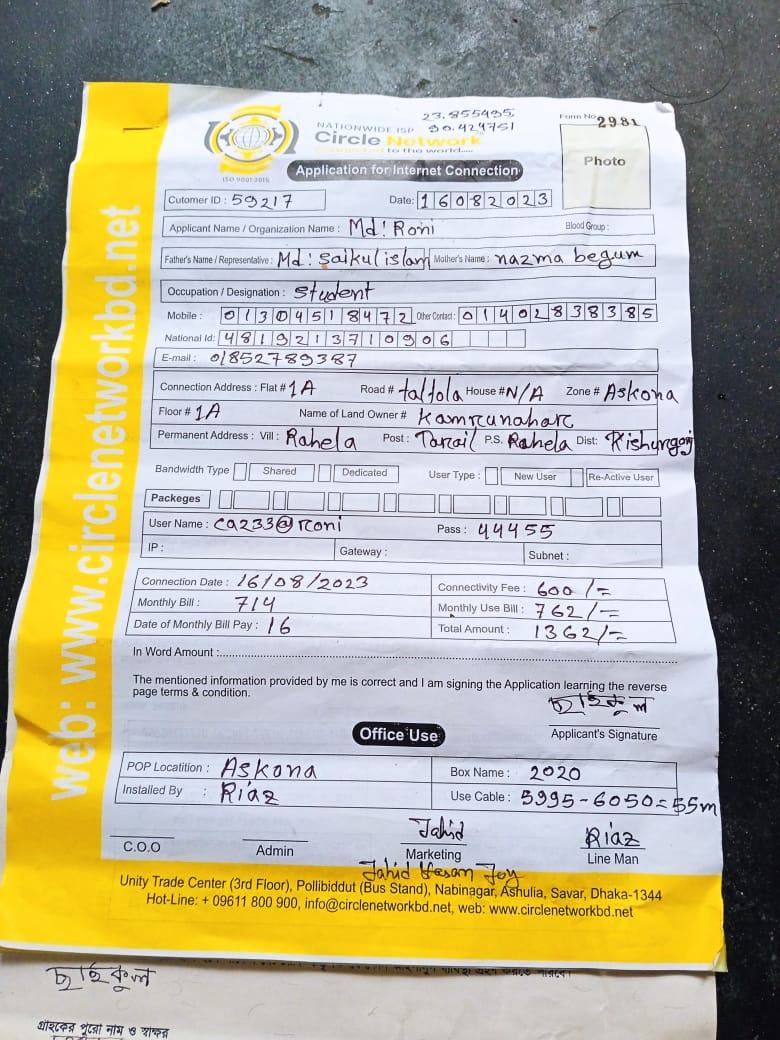 23.855495
90.424751
NATIONWIDE ISP
Circle Network
Connected to the world.....
ISO 9001:2015
Form No 2981
Photo
Application for Internet Connection
Cutomer ID : 59217 Date: 16082023
Applicant Name / Organization Name : Md! Roni Blood Group :
Father's Name / Representative : Md! Saikul islam Mother's Name : nazma begum
Occupation / Designation : Student
Mobile : 01304518472 Other Contact : 01402838385
National Id: 4819213710906
E-mail : 01852789387
Connection Address : Flat # 1A Road # taltola House # N/A Zone # Askona
Floor # 1A Name of Land Owner # Kamrunahar
Permanent Address : Vill : Rahela Post : Tarail P.S. Rahela Dist: Kishurgonj
Bandwidth Type Shared Dedicated User Type : New User Re-Active User
Packeges
User Name : ca233@roni Pass : 44455
IP : Gateway : Subnet :
Connection Date : 16/08/2023 Connectivity Fee : 600/=
Monthly Bill : 714 Monthly Use Bill : 762/=
Date of Monthly Bill Pay : 16 Total Amount : 1362/=
In Word Amount :
The mentioned information provided by me is correct and I am signing the Application learning the reverse
page terms & condition.
ছাইকুল
Applicant's Signature
Office Use
POP Locatition : Askona Box Name : 2020
Installed By : Riaz Use Cable : 5995-6050=55m
Jahid Riaz
C.O.O Admin Marketing Line Man
Jahid Hasan Joy
Unity Trade Center (3rd Floor), Pollibiddut (Bus Stand), Nabinagar, Ashulia, Savar, Dhaka-1344
Hot-Line: + 09611 800 900, info@circlenetworkbd.net, web: www.circlenetworkbd.net
web: www.circlenetworkbd.net
ছাইকুল
গ্রাহকের পুরো নাম ও স্বাক্ষর